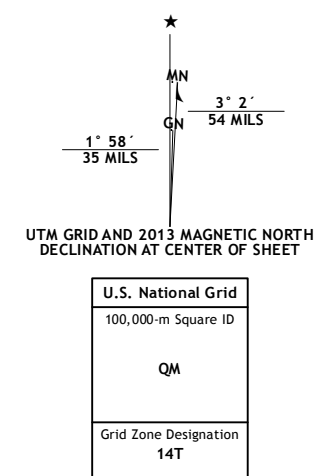 ★
MN
GN
3° 2´
54 MILS
1° 58´
35 MILS
UTM GRID AND 2013 MAGNETIC NORTH
DECLINATION AT CENTER OF SHEET
U.S. National Grid
100,000-m Square ID
QM
Grid Zone Designation
14T